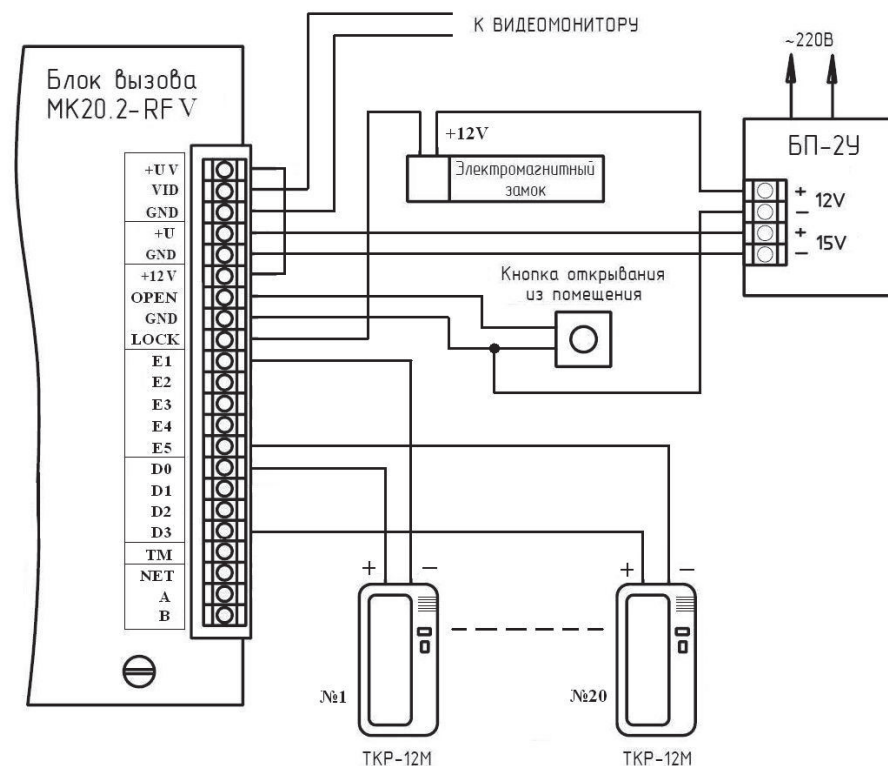 К ВИДЕОМОНИТОРУ
~220В
Блок вызова
МК20.2-RF V
БП-2У
+12V
Электромагнитный
замок
+
12V
−
+
15V
−
Кнопка открывания
из помещения
+U V
VID
GND
+U
GND
+12V
OPEN
GND
LOCK
E1
E2
E3
E4
E5
D0
D1
D2
D3
TM
NET
A
B
+ −
+ −
№1
№20
ТКР-12М
ТКР-12М